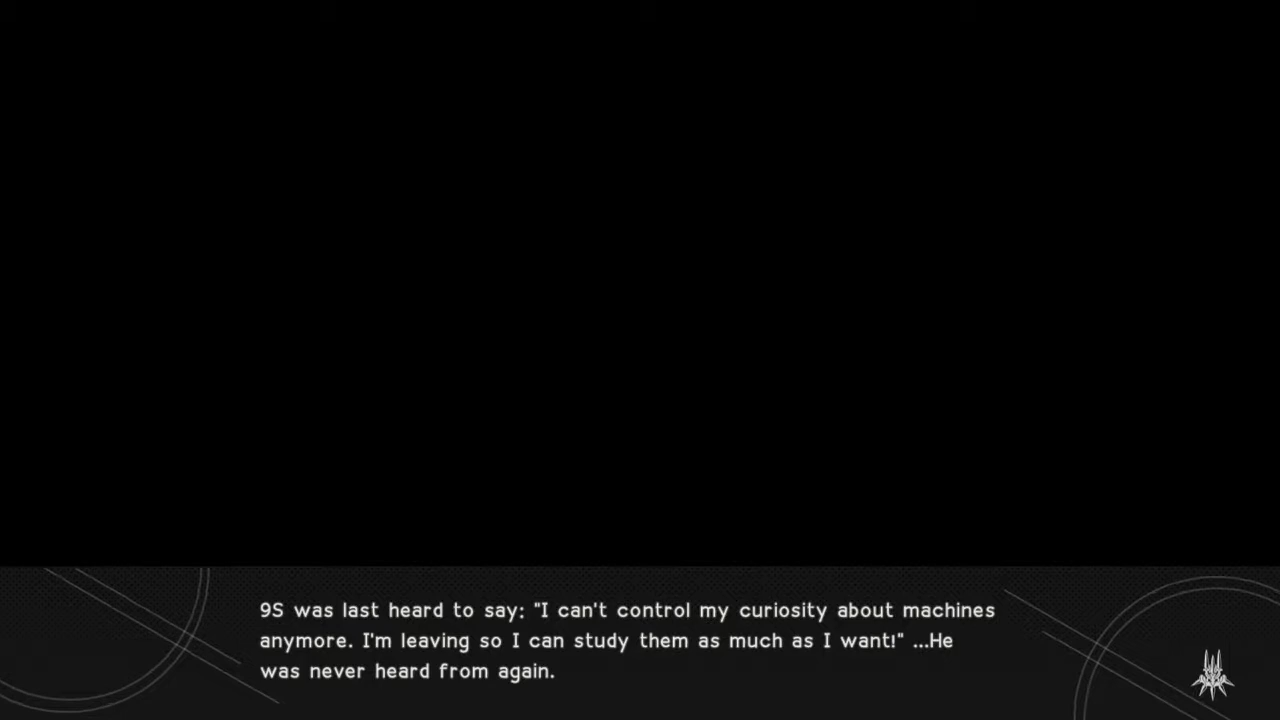 9S was last heard to say: "I can't control my curiosity about machines
anymore. I'm leaving so I can study them as much as I want!" ...He
was never heard from again.